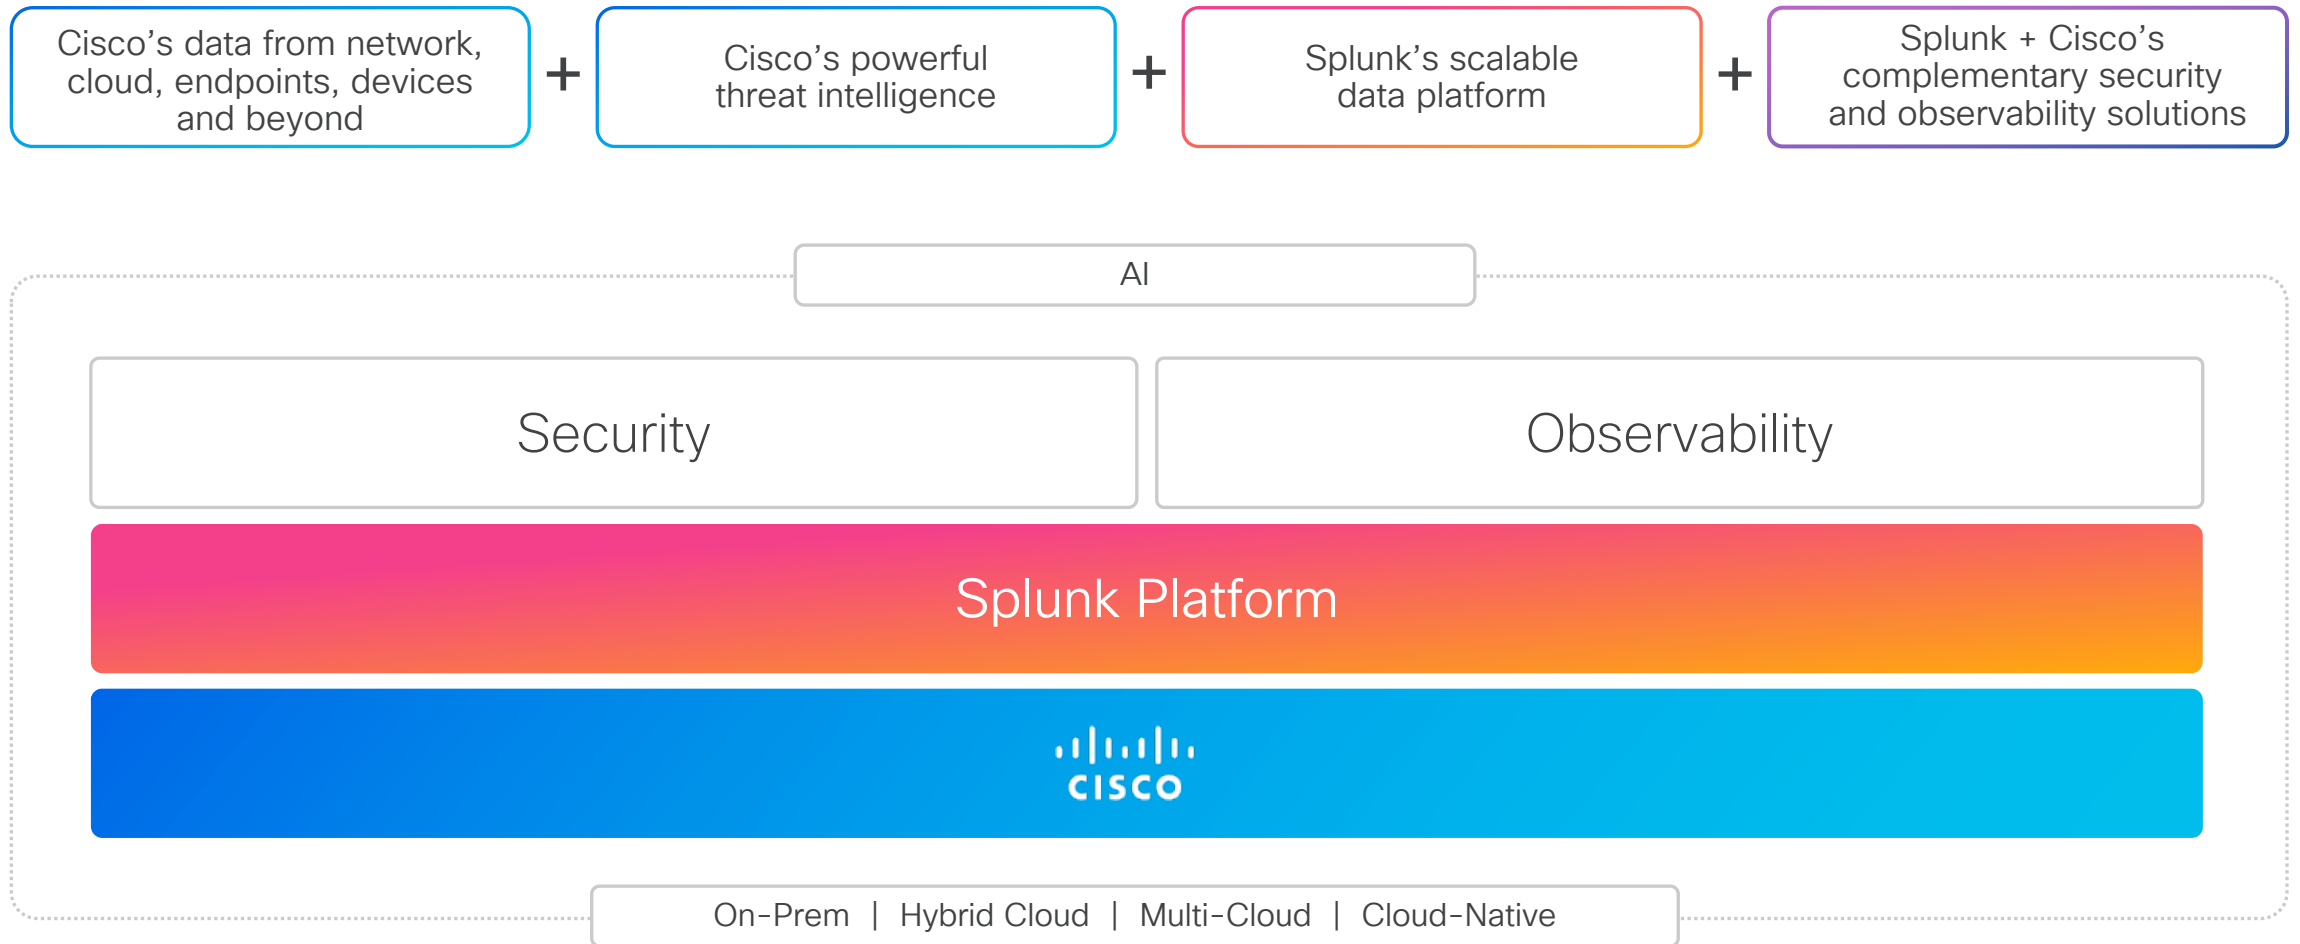 Cisco’s data from network,
cloud, endpoints, devices
and beyond
+
Cisco’s powerful
threat intelligence
+
Splunk’s scalable
data platform
+
Splunk + Cisco’s
complementary security
and observability solutions
AI
Security
Observability
Splunk Platform
CISCO
On-Prem | Hybrid Cloud | Multi-Cloud | Cloud-Native